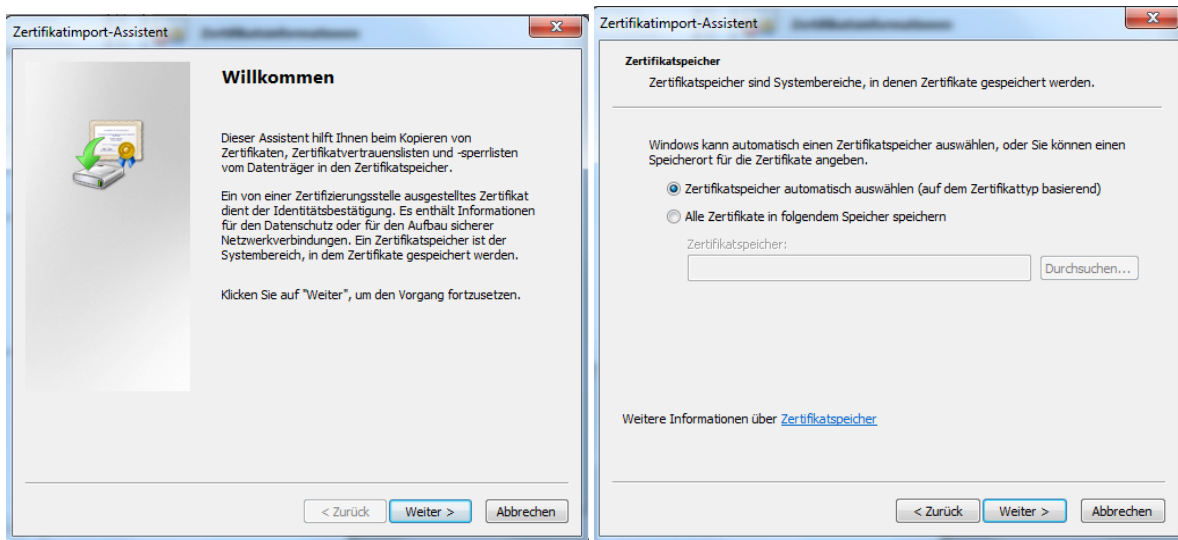 Zertifikatimport-Assistent
Willkommen
Dieser Assistent hilft Ihnen beim Kopieren von
Zertifikaten, Zertifikatvertrauenslisten und -sperrlisten
vom Datenträger in den Zertifikatspeicher.
Ein von einer Zertifizierungsstelle ausgestelltes Zertifikat
dient der Identitätsbestätigung. Es enthält Informationen
für den Datenschutz oder für den Aufbau sicherer
Netzwerkverbindungen. Ein Zertifikatspeicher ist der
Systembereich, in dem Zertifikate gespeichert werden.
Klicken Sie auf "Weiter", um den Vorgang fortzusetzen.
< Zurück Weiter > Abbrechen
Zertifikatimport-Assistent
Zertifikatspeicher
Zertifikatspeicher sind Systembereiche, in denen Zertifikate gespeichert werden.
Windows kann automatisch einen Zertifikatspeicher auswählen, oder Sie können einen
Speicherort für die Zertifikate angeben.
Zertifikatspeicher automatisch auswählen (auf dem Zertifikattyp basierend)
Alle Zertifikate in folgendem Speicher speichern
Zertifikatspeicher:
Durchsuchen...
Weitere Informationen über Zertifikatspeicher
< Zurück Weiter > Abbrechen